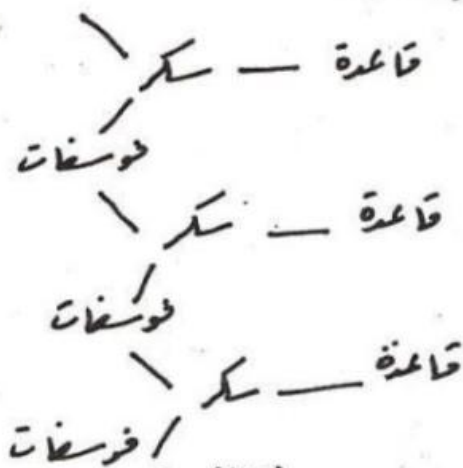 سكر — قاعدة
فوسفات
سكر — قاعدة
فوسفات
سكر — قاعدة
فوسفات